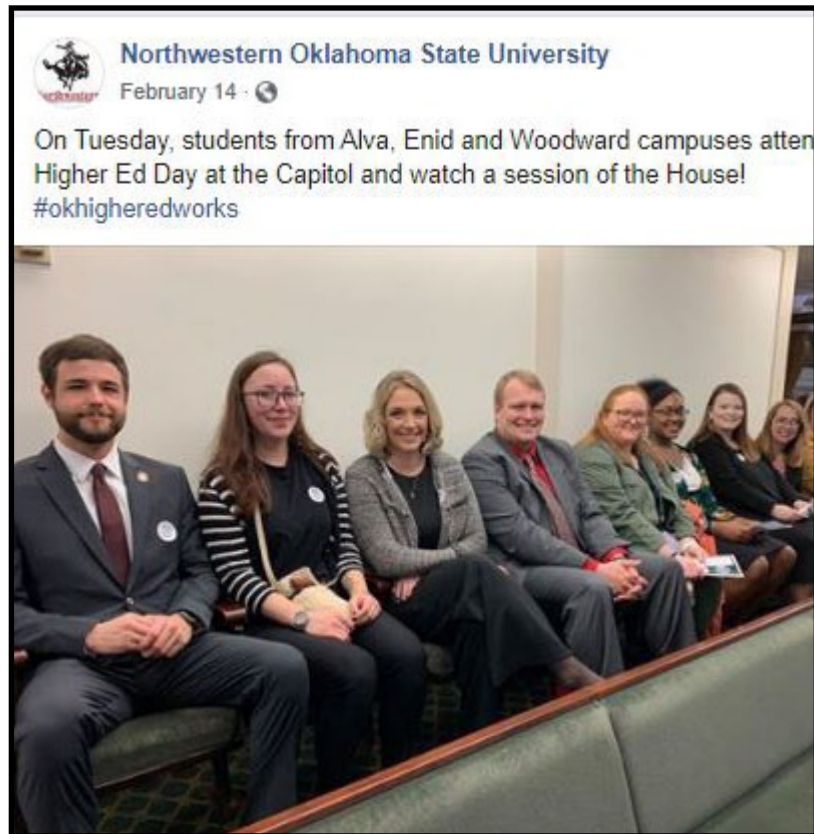 Northwestern Oklahoma State University
February 14 ·
On Tuesday, students from Alva, Enid and Woodward campuses atten
Higher Ed Day at the Capitol and watch a session of the House!
#okhigheredworks